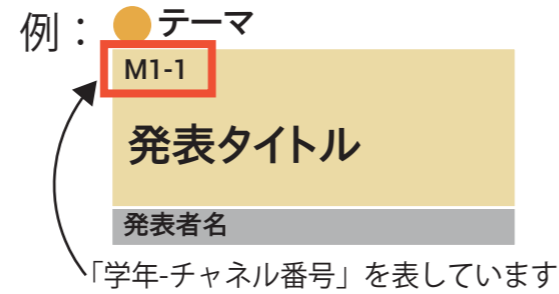 例：
テーマ
M1-1
発表タイトル
発表者名
「学年-チャネル番号」を表しています